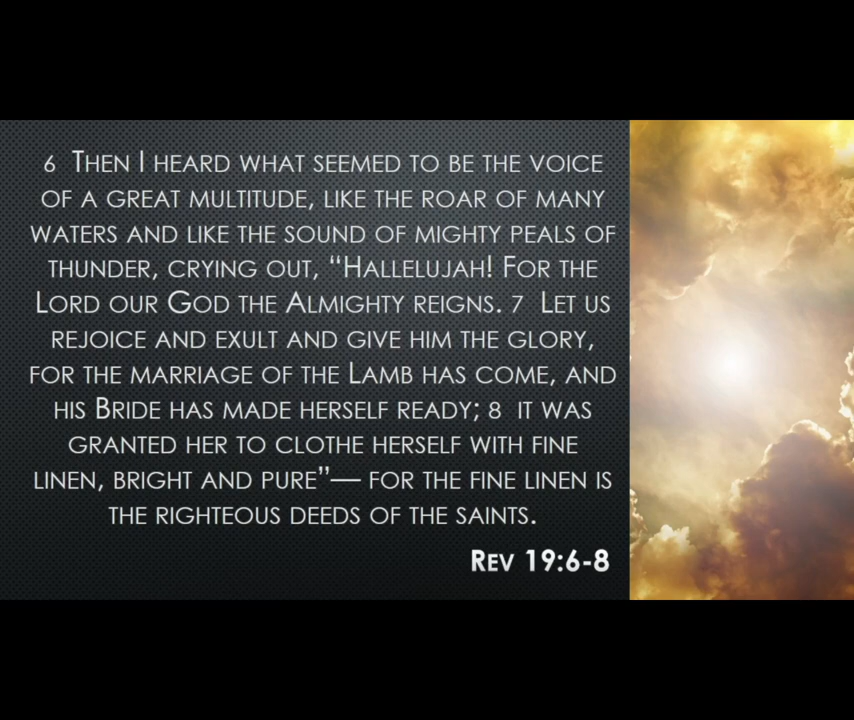 6 Then I heard what seemed to be the voice
of a great multitude, like the roar of many
waters and like the sound of mighty peals of
thunder, crying out, “Hallelujah! For the
Lord our God the Almighty reigns. 7 Let us
rejoice and exult and give him the glory,
for the marriage of the Lamb has come, and
his Bride has made herself ready; 8 it was
granted her to clothe herself with fine
linen, bright and pure”— for the fine linen is
the righteous deeds of the saints.
Rev 19:6-8